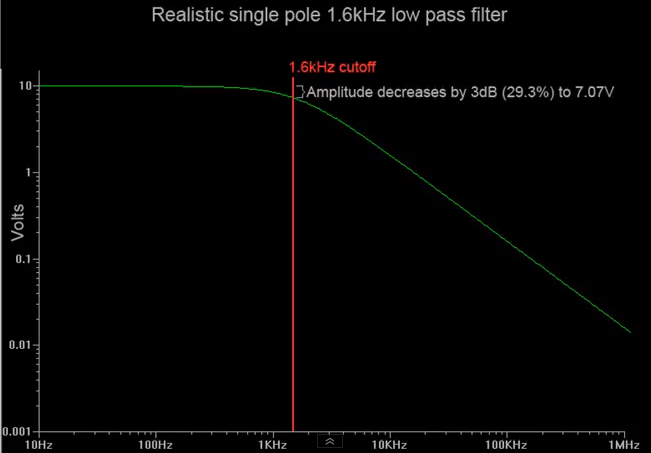 Realistic single pole 1.6kHz low pass filter
1.6kHz cutoff
Amplitude decreases by 3dB (29.3%) to 7.07V
Volts
10
1
0.1
0.01
0.001
10Hz 100Hz 1KHz 10KHz 100KHz 1MHz